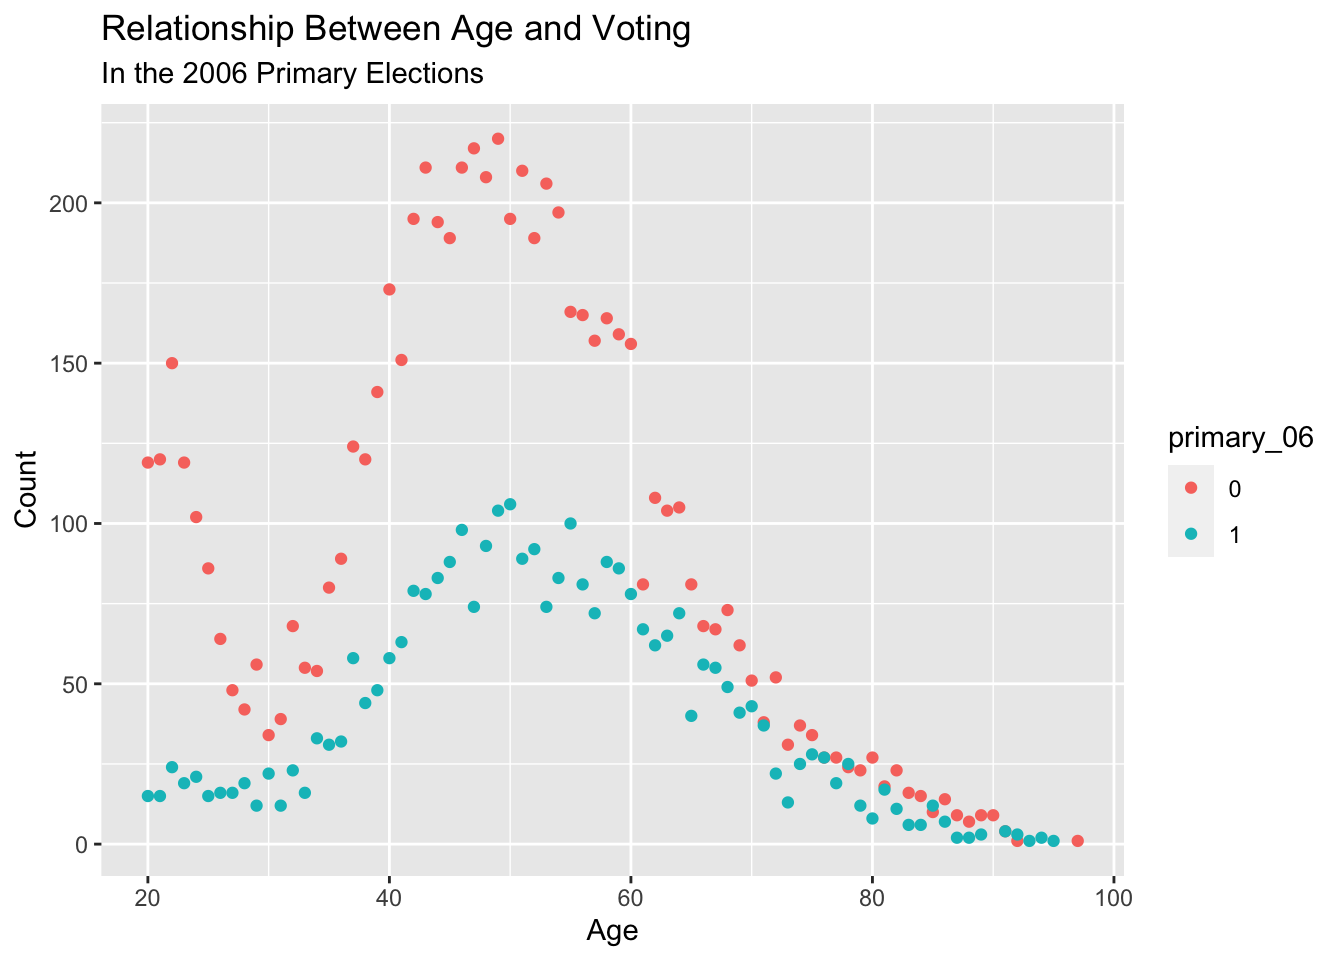 Relationship Between Age and Voting
In the 2006 Primary Elections
200
150
100
50
0
Count
20 40 60 80 100
Age
primary_06
0
1